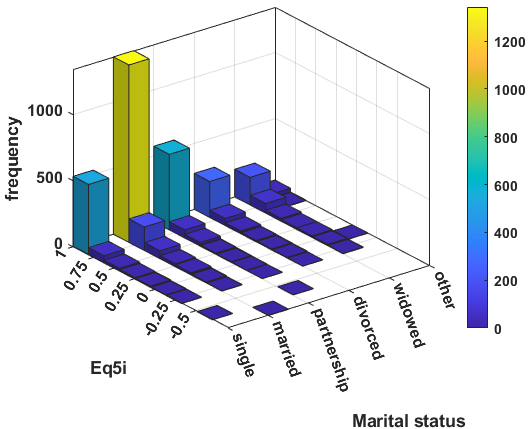 frequency
1000
500
0
1
0.75
0.5
0.25
0
-0.25
-0.5
Eq5i
single
married
partnership
divorced
widowed
other
Marital status
1200
1000
800
600
400
200
0